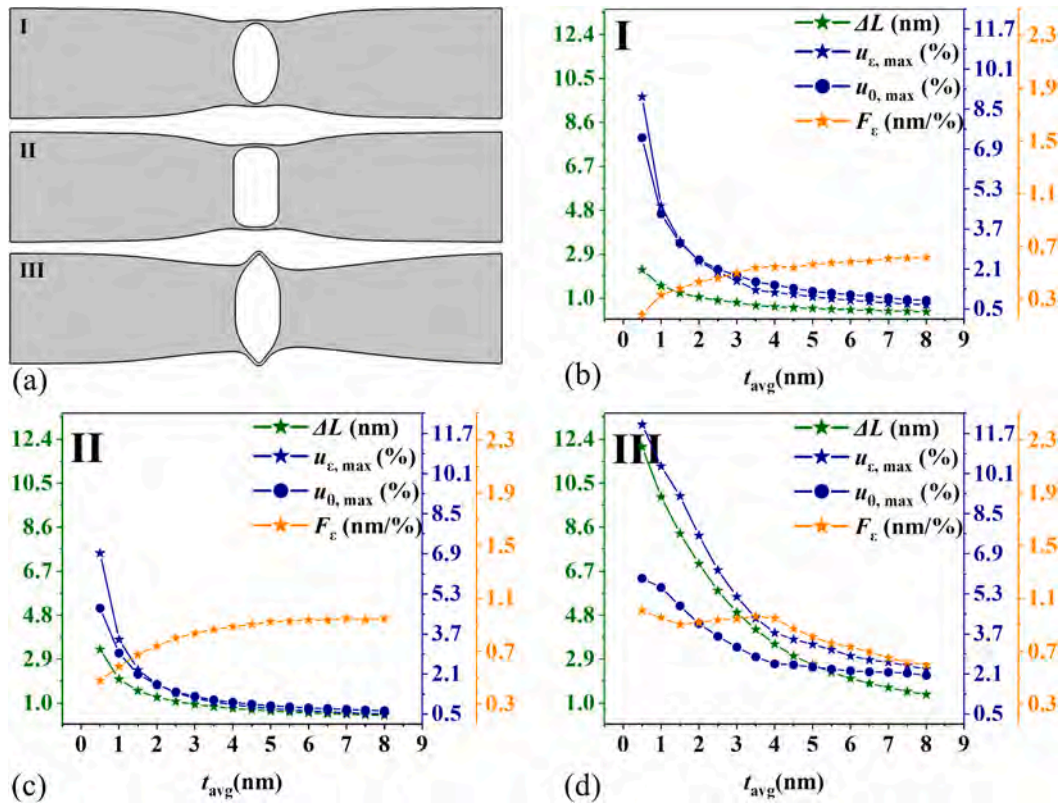 I
II
III
(a)
I
ΔL (nm)
uε, max (%)
u0, max (%)
Fε (nm/%)
12.4
10.5
8.6
6.7
4.8
2.9
1.0
11.7
10.1
8.5
6.9
5.3
3.7
2.1
0.5
2.3
1.9
1.5
1.1
0.7
0.3
0 1 2 3 4 5 6 7 8 9
tavg(nm)
(b)
II
ΔL (nm)
uε, max (%)
u0, max (%)
Fε (nm/%)
12.4
10.5
8.6
6.7
4.8
2.9
1.0
11.7
10.1
8.5
6.9
5.3
3.7
2.1
0.5
2.3
1.9
1.5
1.1
0.7
0.3
0 1 2 3 4 5 6 7 8 9
tavg(nm)
(c)
III
ΔL (nm)
uε, max (%)
u0, max (%)
Fε (nm/%)
12.4
10.5
8.6
6.7
4.8
2.9
1.0
11.7
10.1
8.5
6.9
5.3
3.7
2.1
0.5
2.3
1.9
1.5
1.1
0.7
0.3
0 1 2 3 4 5 6 7 8 9
tavg(nm)
(d)